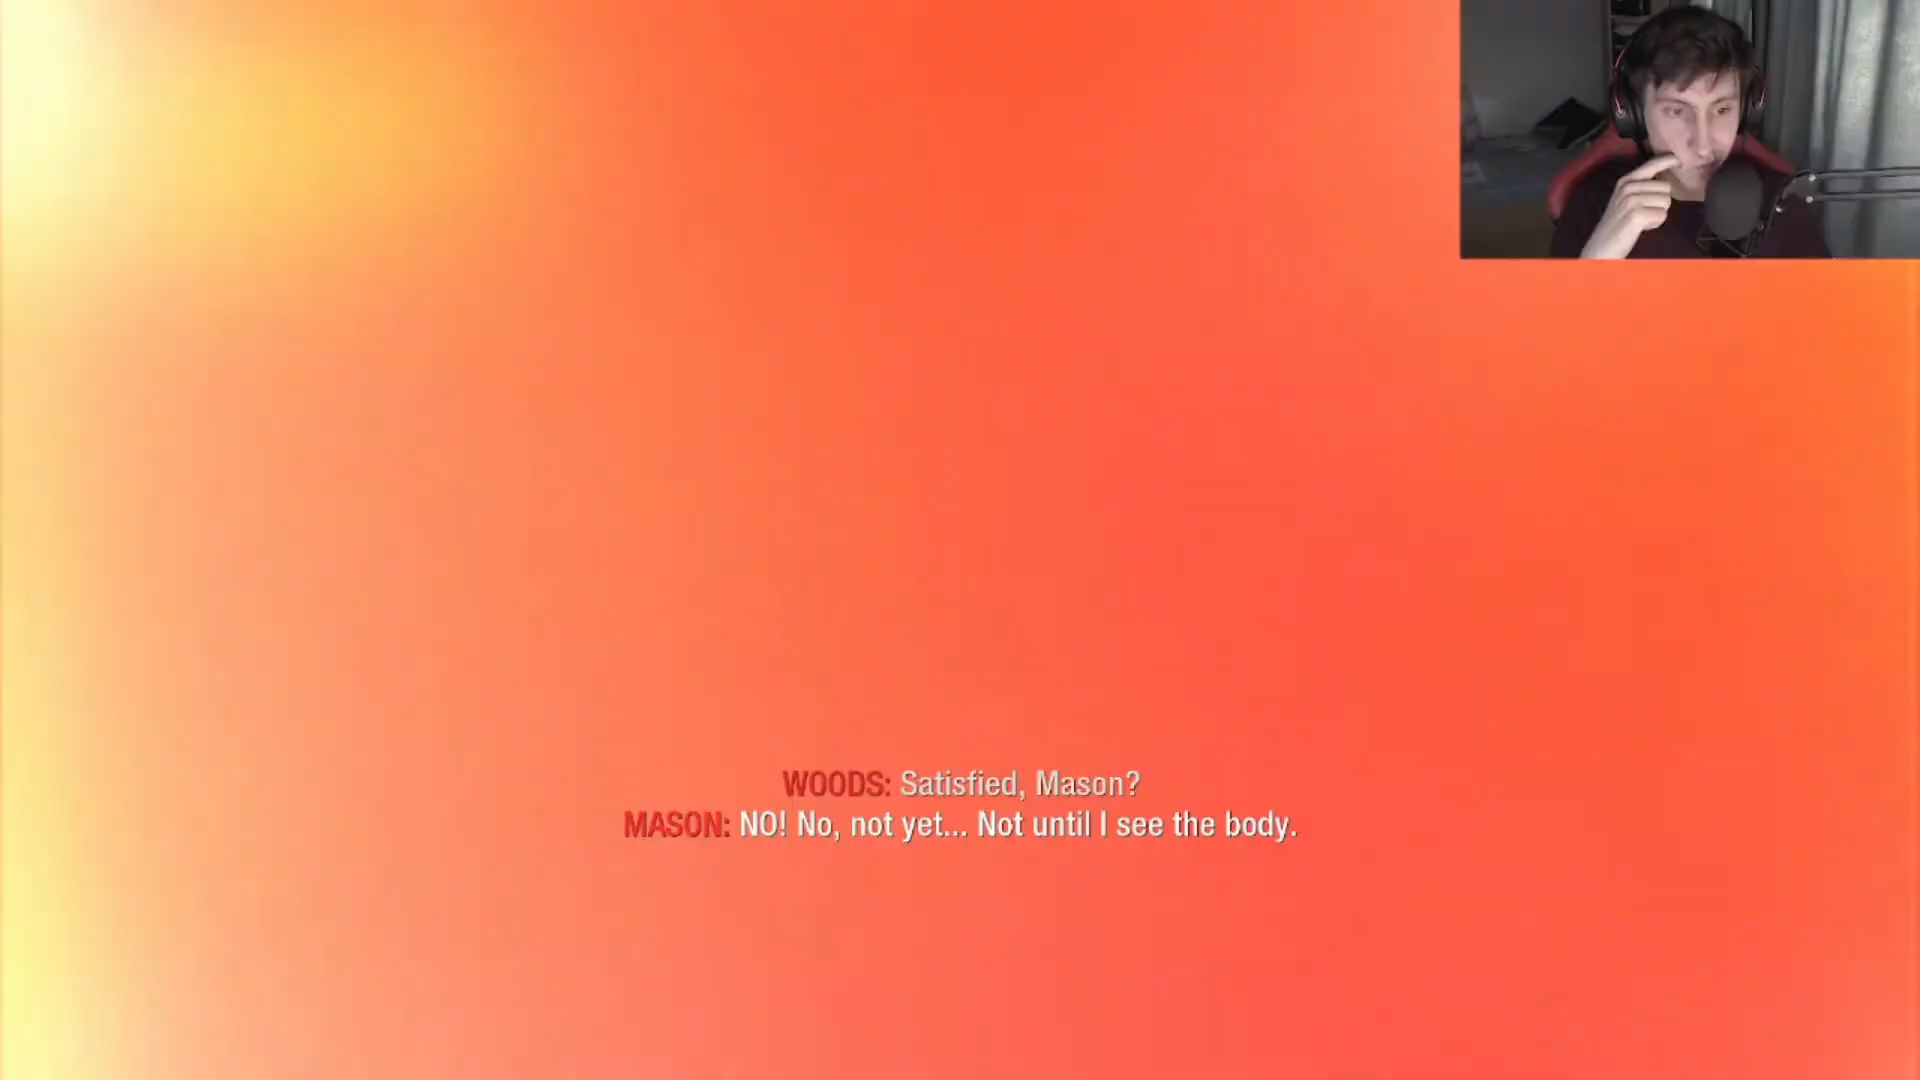 WOODS: Satisfied, Mason?
MASON: NO! No, not yet... Not until I see the body.